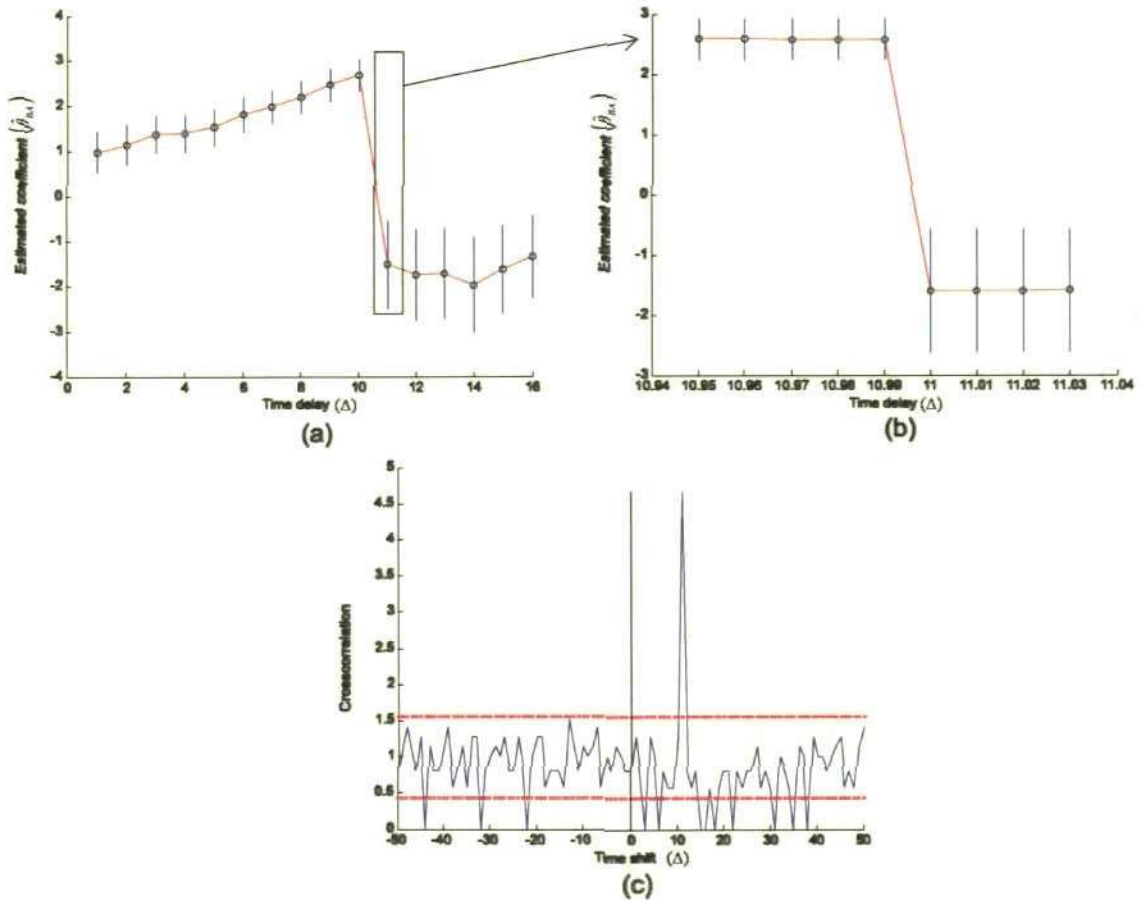 4
3
2
1
0
-1
-2
-3
-4
Estimated coefficient (β̂_BA)
0 2 4 6 8 10 12 14 16
Time delay (Δ)
(a)
3
2
1
0
-1
-2
-3
Estimated coefficient (β̂_BA)
10.94 10.95 10.96 10.97 10.98 10.99 11 11.01 11.02 11.03 11.04
Time delay (Δ)
(b)
5
4.5
4
3.5
3
2.5
2
1.5
1
0.5
0
Crosscorrelation
-50 -40 -30 -20 -10 0 10 20 30 40 50
Time shift (Δ)
(c)